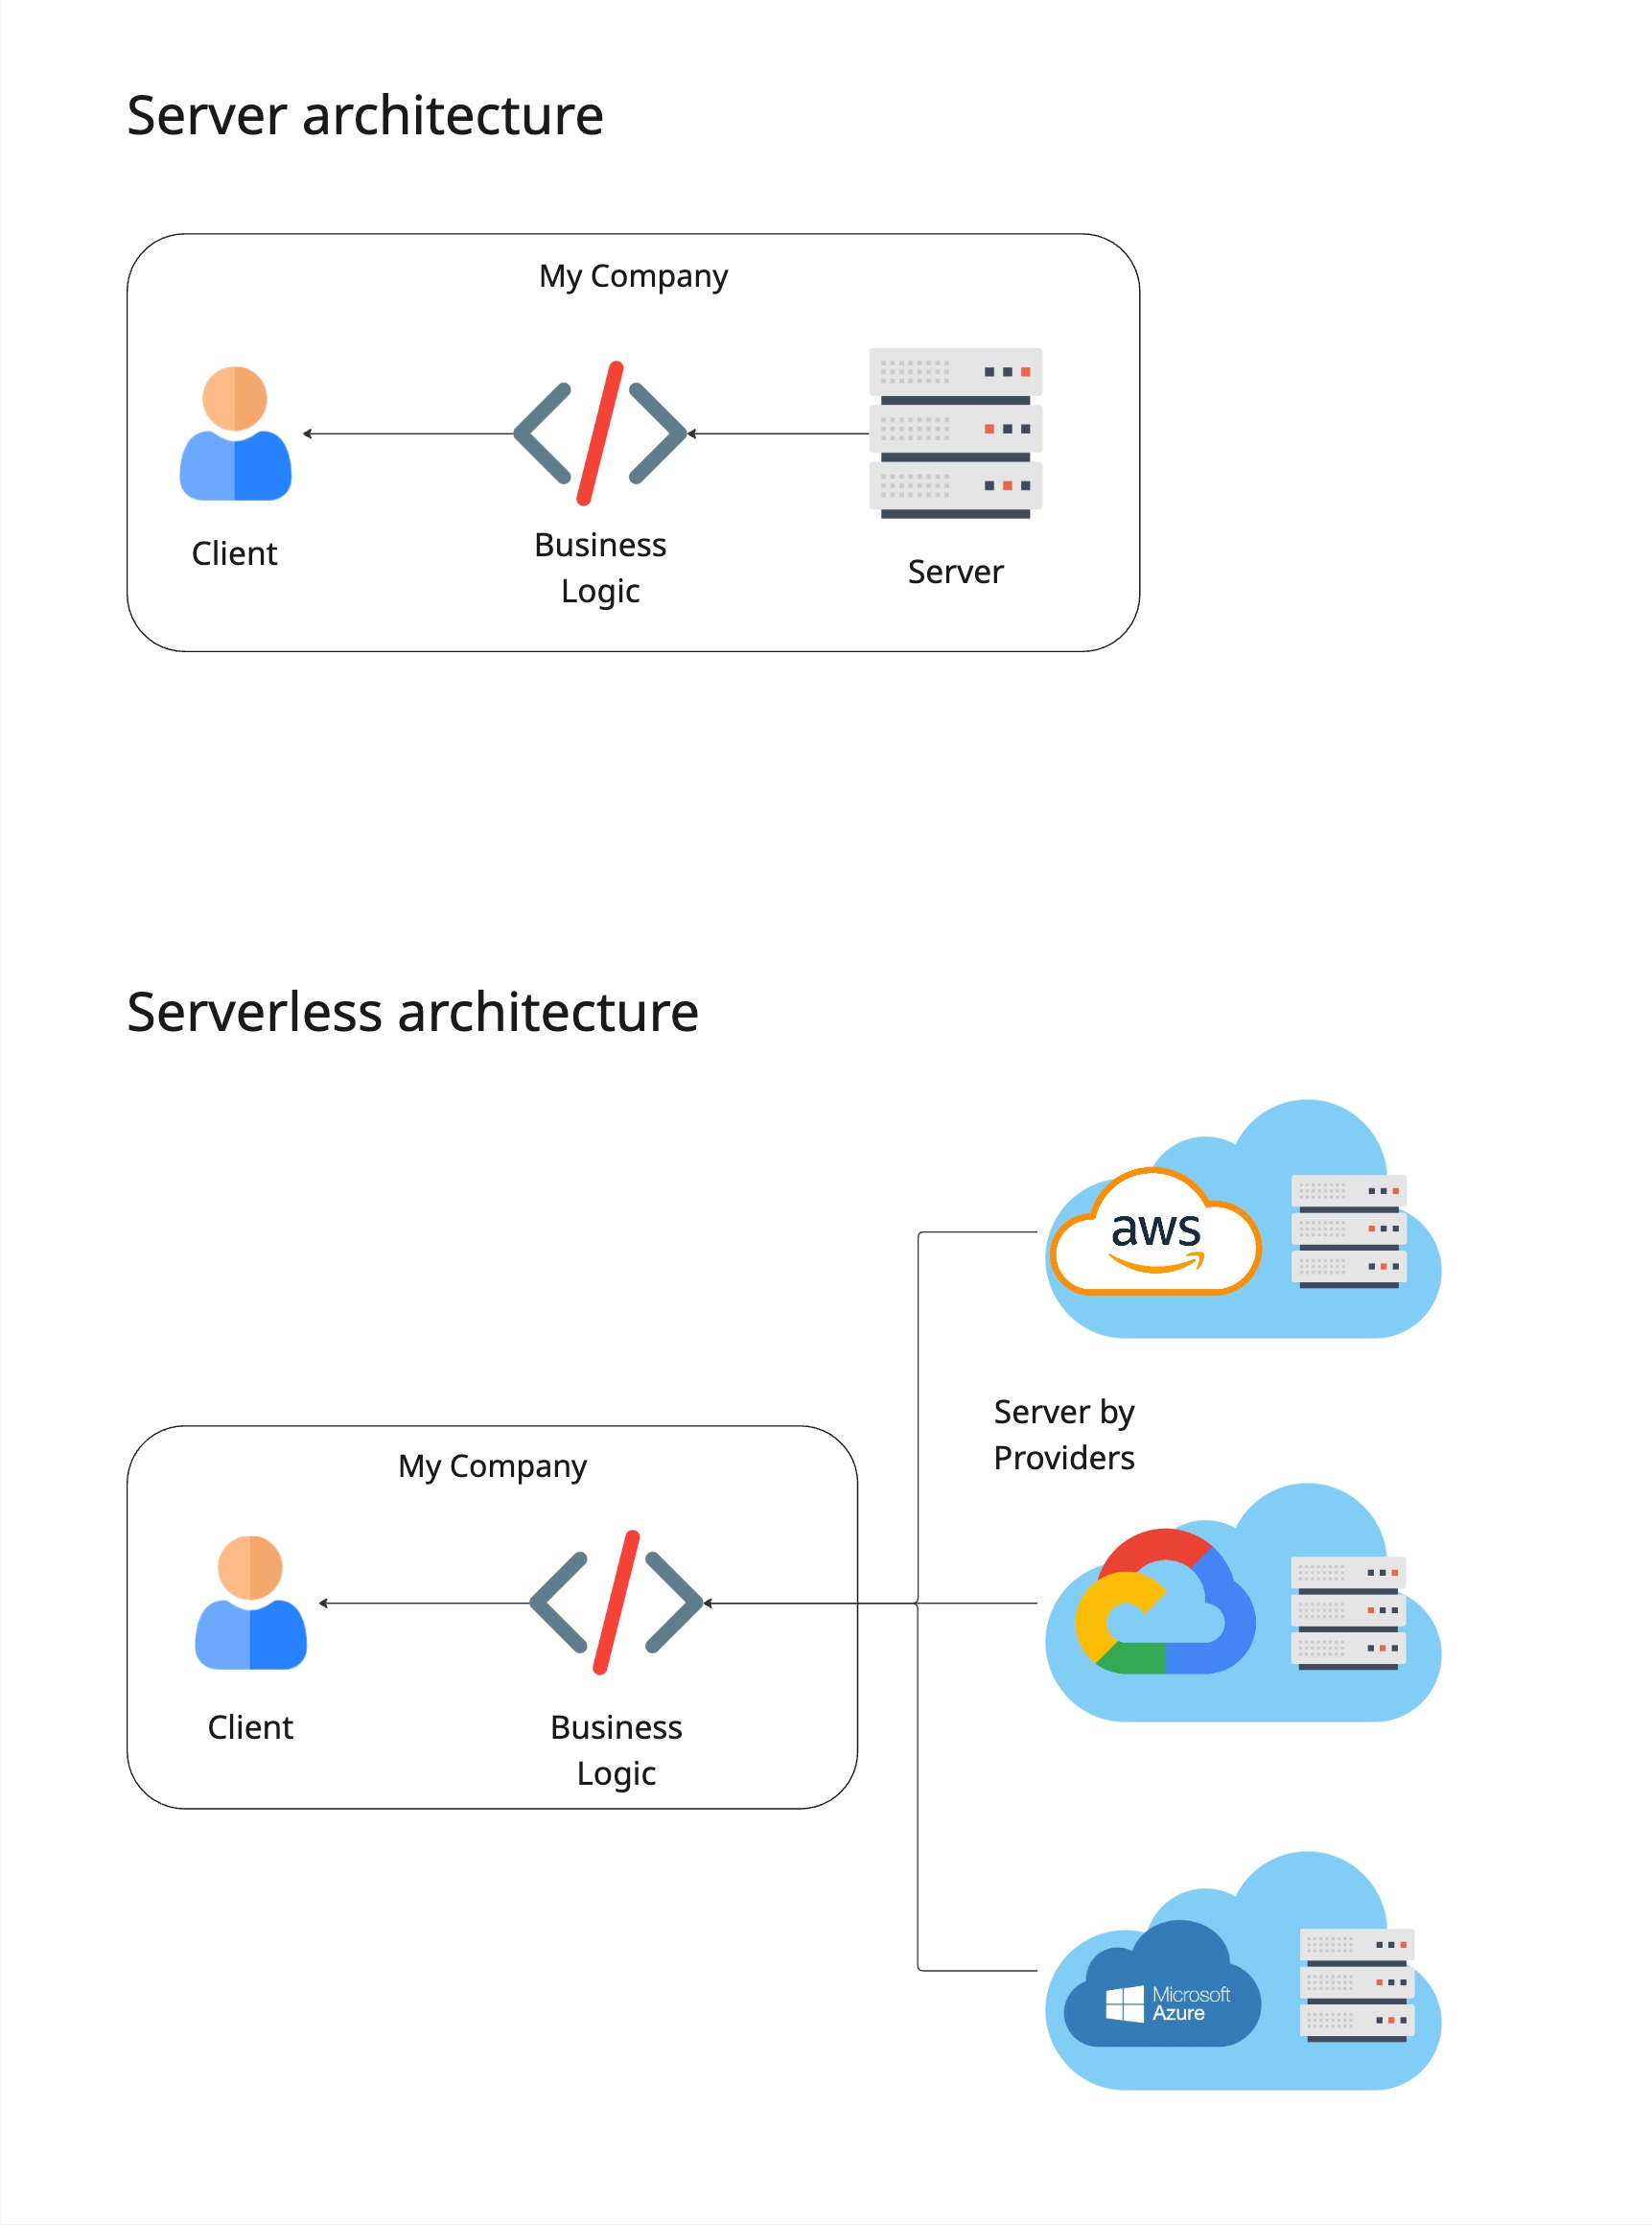 Server architecture
My Company
Client
Business
Logic
Server
Serverless architecture
aws
Server by
Providers
My Company
Client
Business
Logic
Microsoft
Azure